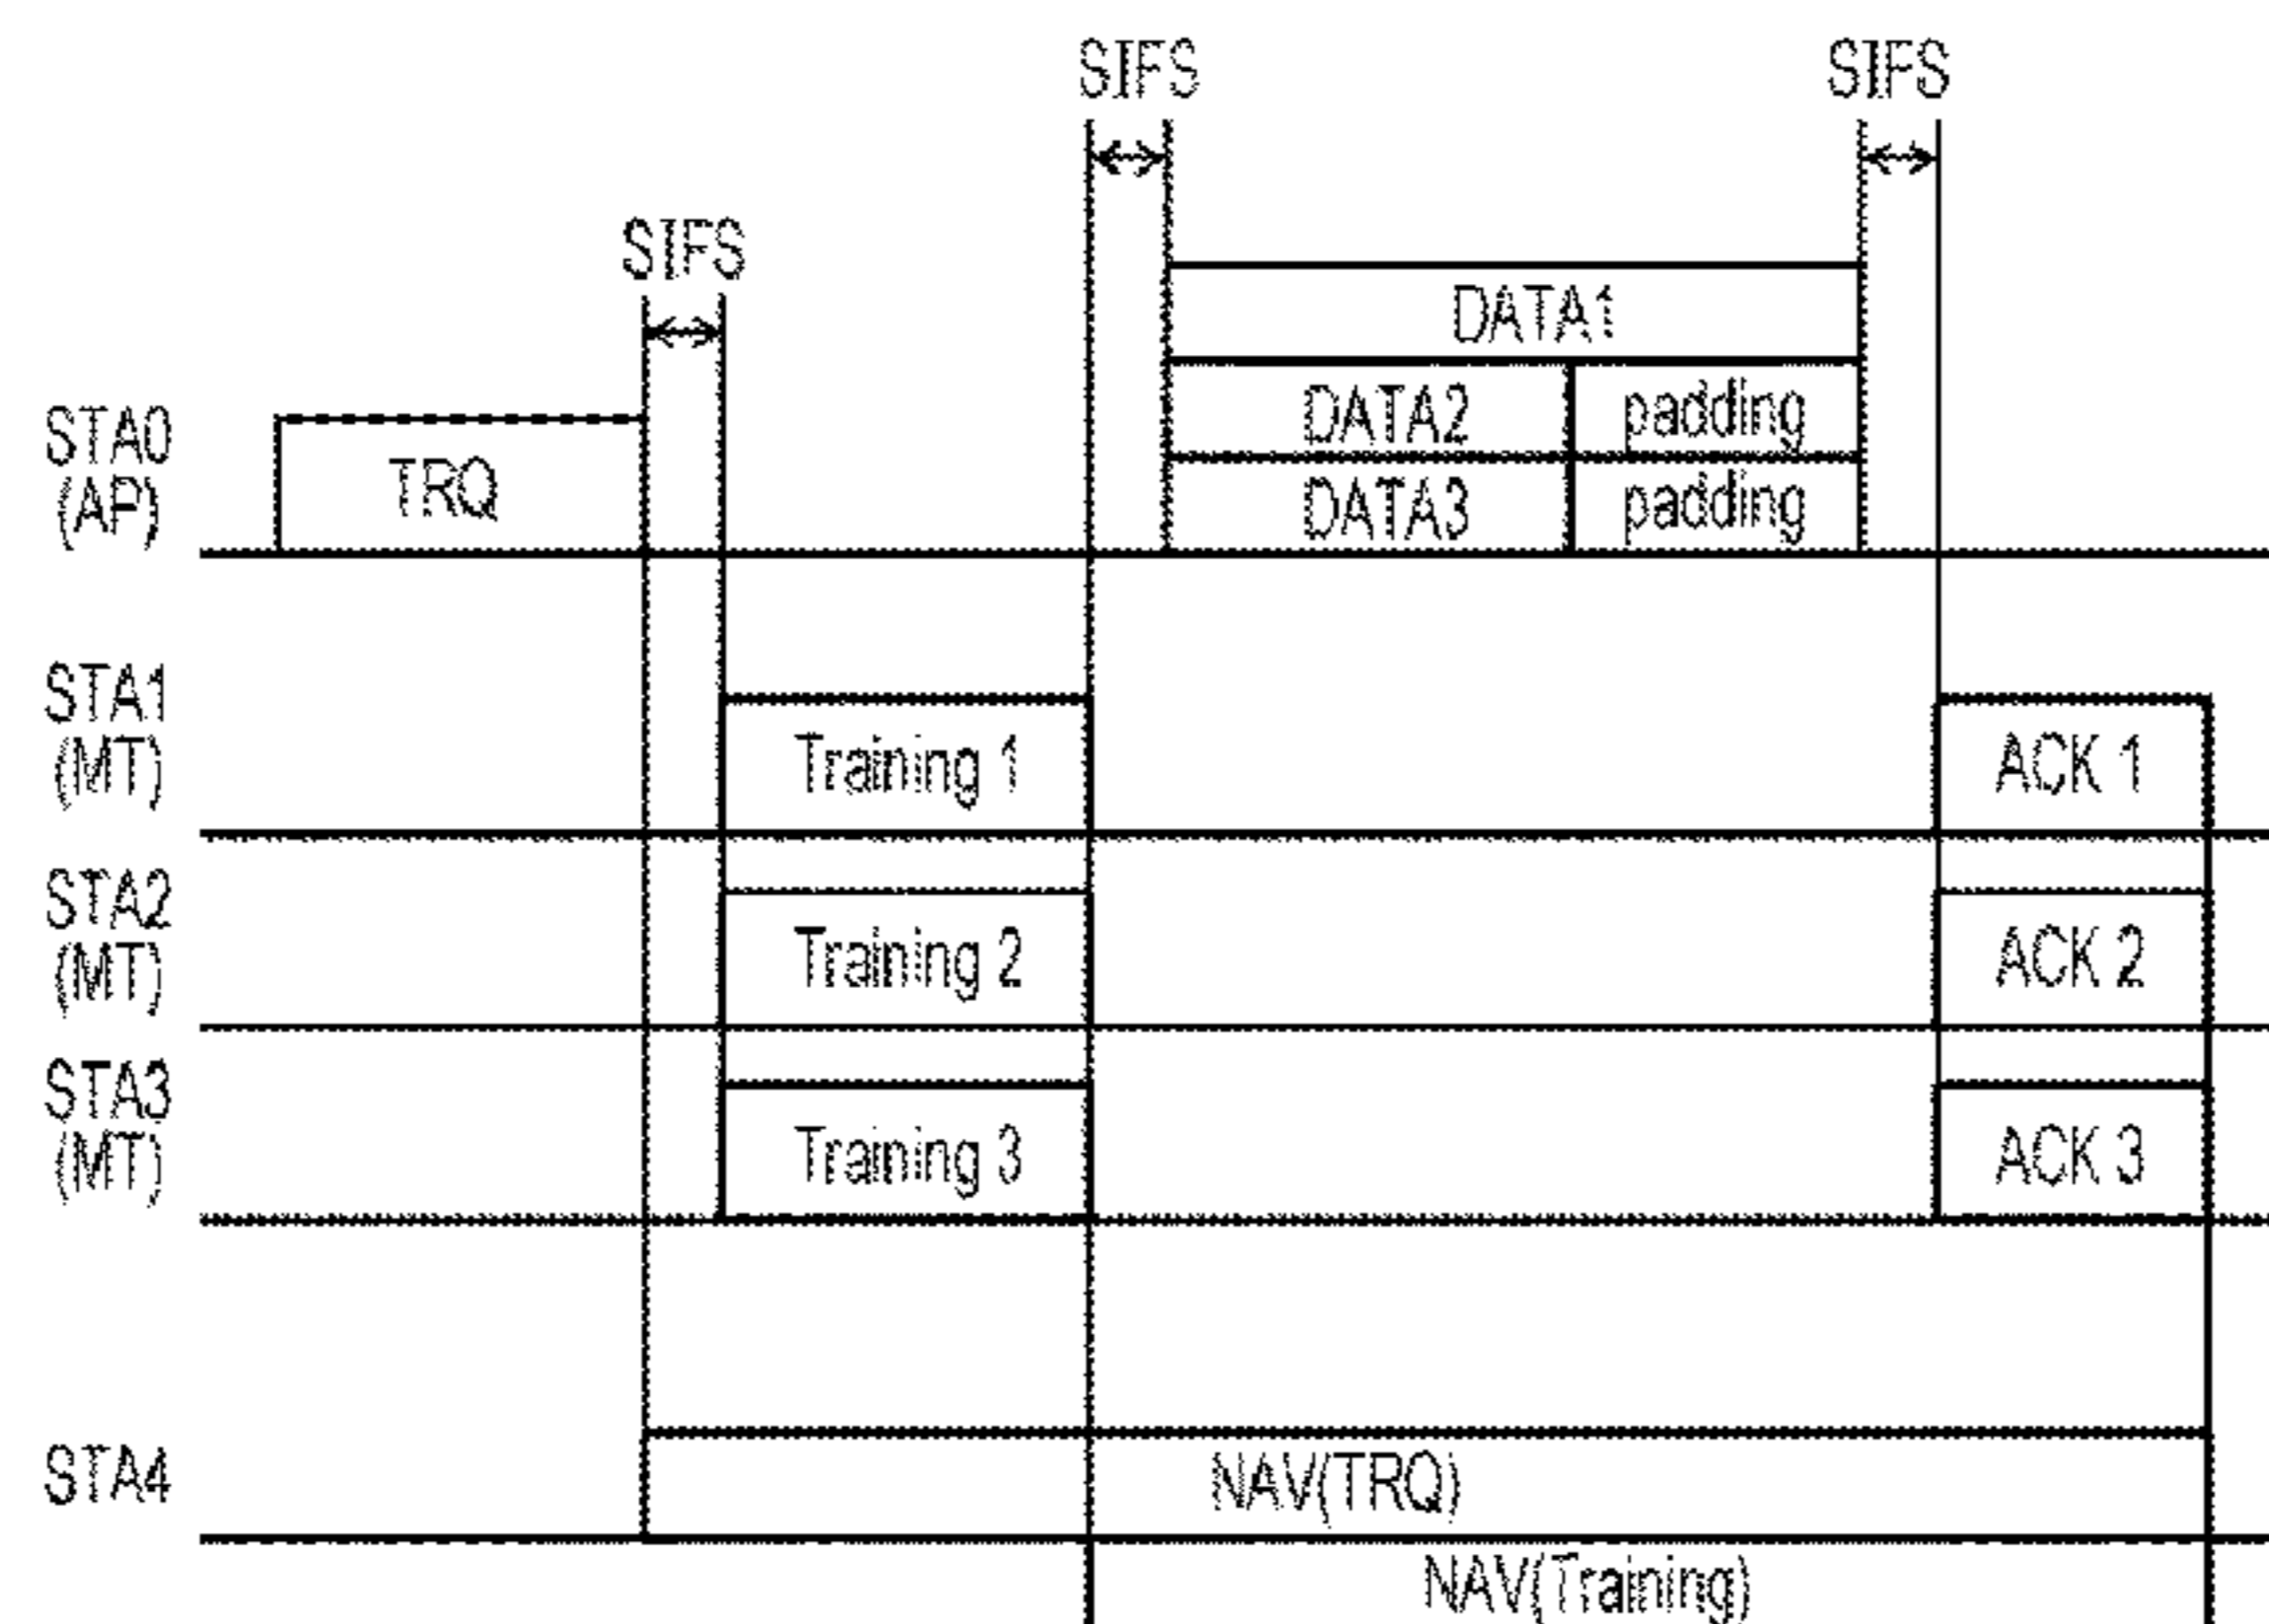 SIFS
SIFS
SIFS
DATA1
DATA2
padding
DATA3
padding
STA0
(AP)
TRQ
STA1
(MT)
Training 1
ACK 1
STA2
(MT)
Training 2
ACK 2
STA3
(MT)
Training 3
ACK 3
STA4
NAV(TRQ)
NAV(Training)